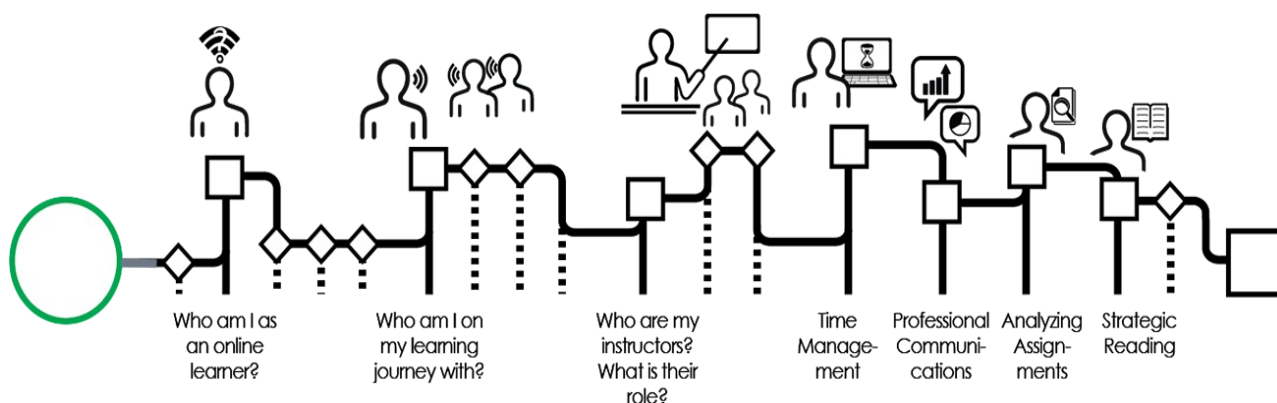 Who am I as
an online
learner?
Who am I on
my learning
journey with?
Who are my
instructors?
What is their
role?
Time
Manage-
ment
Professional
Communi-
cations
Analyzing
Assign-
ments
Strategic
Reading